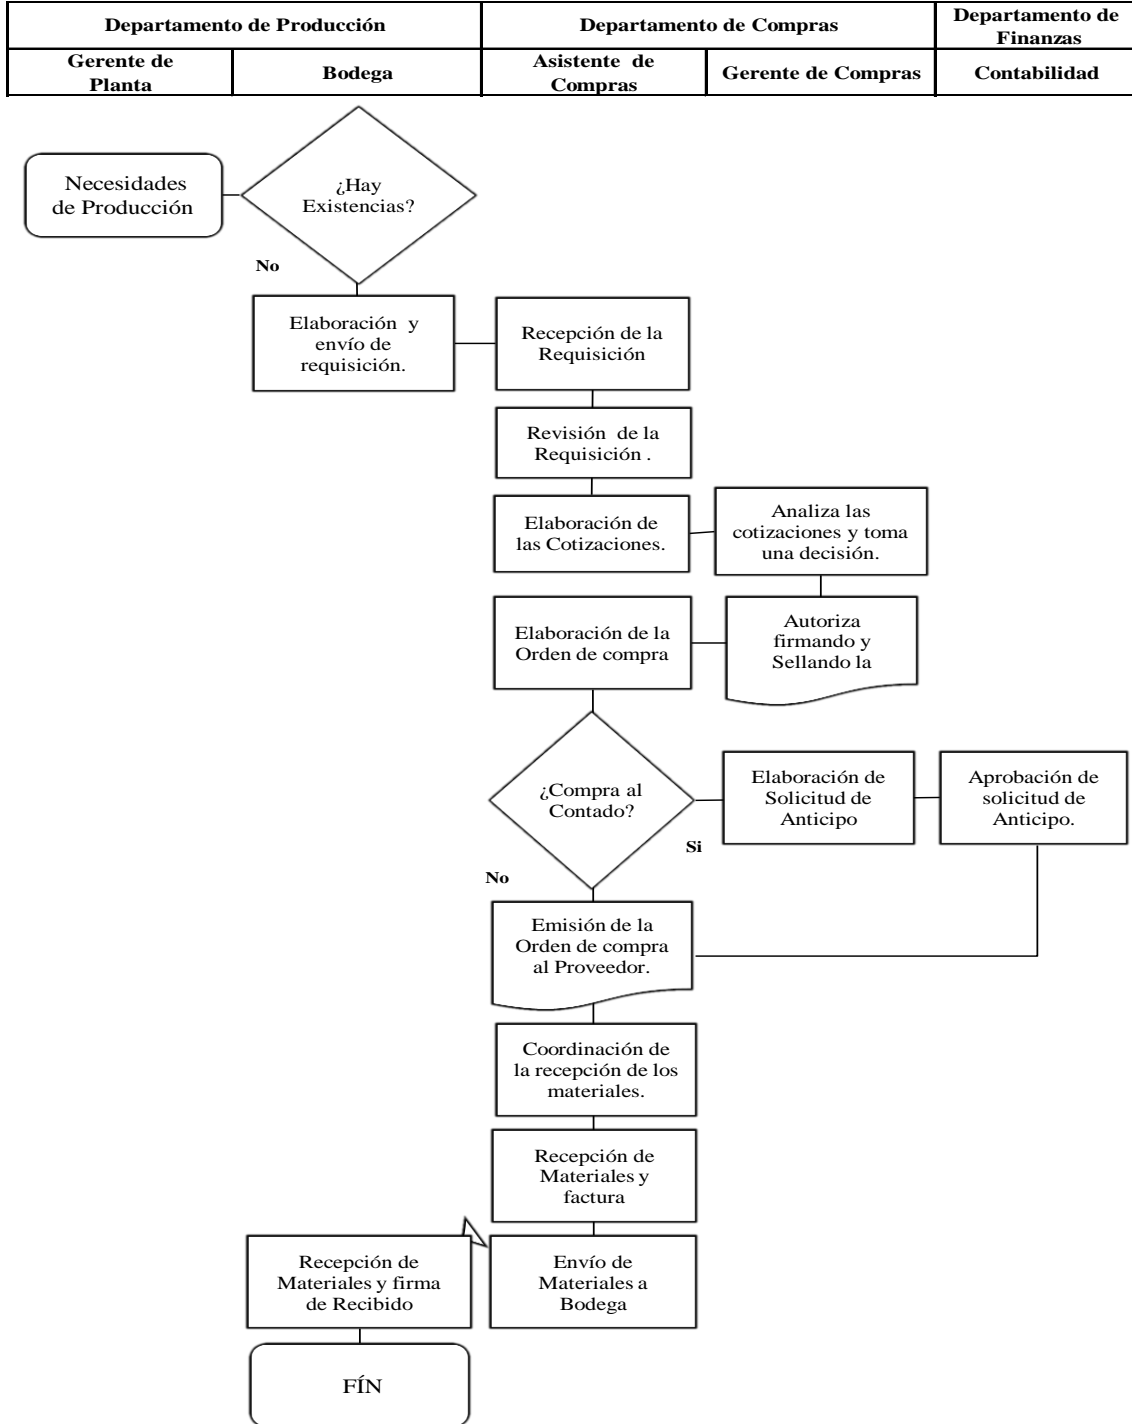 Departamento de Producción
Departamento de Compras
Departamento de
Finanzas
Gerente de
Planta
Bodega
Asistente de
Compras
Gerente de Compras
Contabilidad
Necesidades
de Producción
¿Hay
Existencias?
No
Elaboración y
envío de
requisición.
Recepción de la
Requisición
Revisión de la
Requisición .
Elaboración de
las Cotizaciones.
Analiza las
cotizaciones y toma
una decisión.
Elaboración de la
Orden de compra
Autoriza
firmando y
Sellando la
¿Compra al
Contado?
Si
No
Elaboración de
Solicitud de
Anticipo
Aprobación de
solicitud de
Anticipo.
Emisión de la
Orden de compra
al Proveedor.
Coordinación de
la recepción de los
materiales.
Recepción de
Materiales y
factura
Recepción de
Materiales y firma
de Recibido
Envío de
Materiales a
Bodega
FÍN